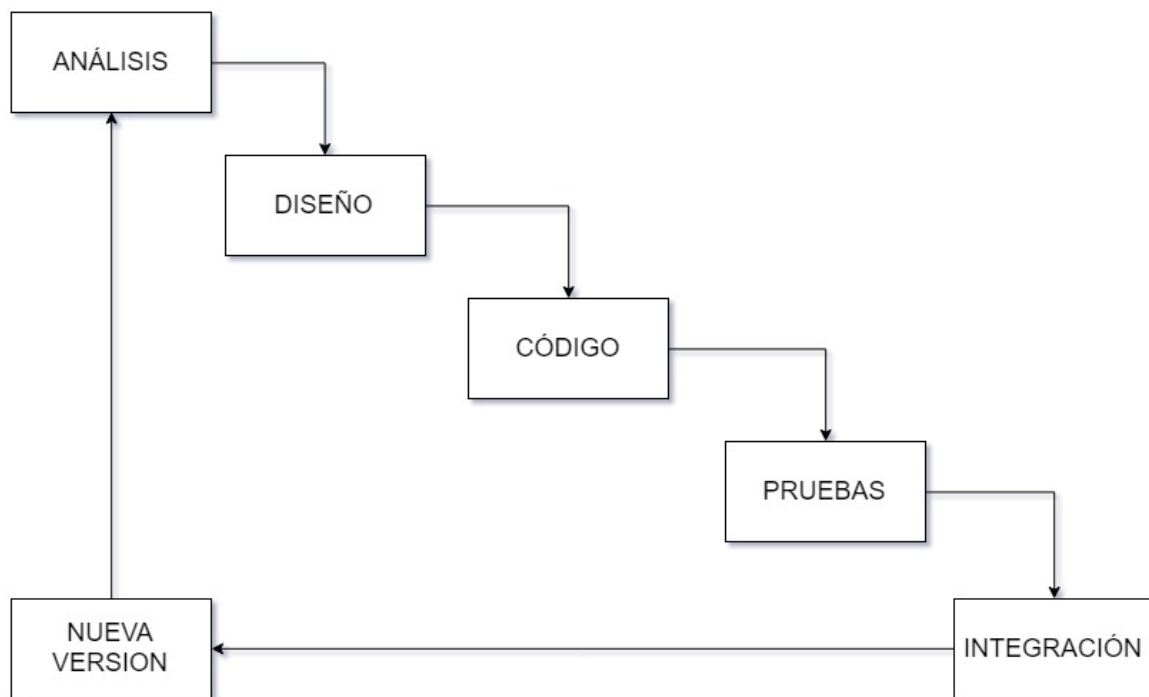 ANÁLISIS
DISEÑO
CÓDIGO
PRUEBAS
NUEVA
VERSION
INTEGRACIÓN